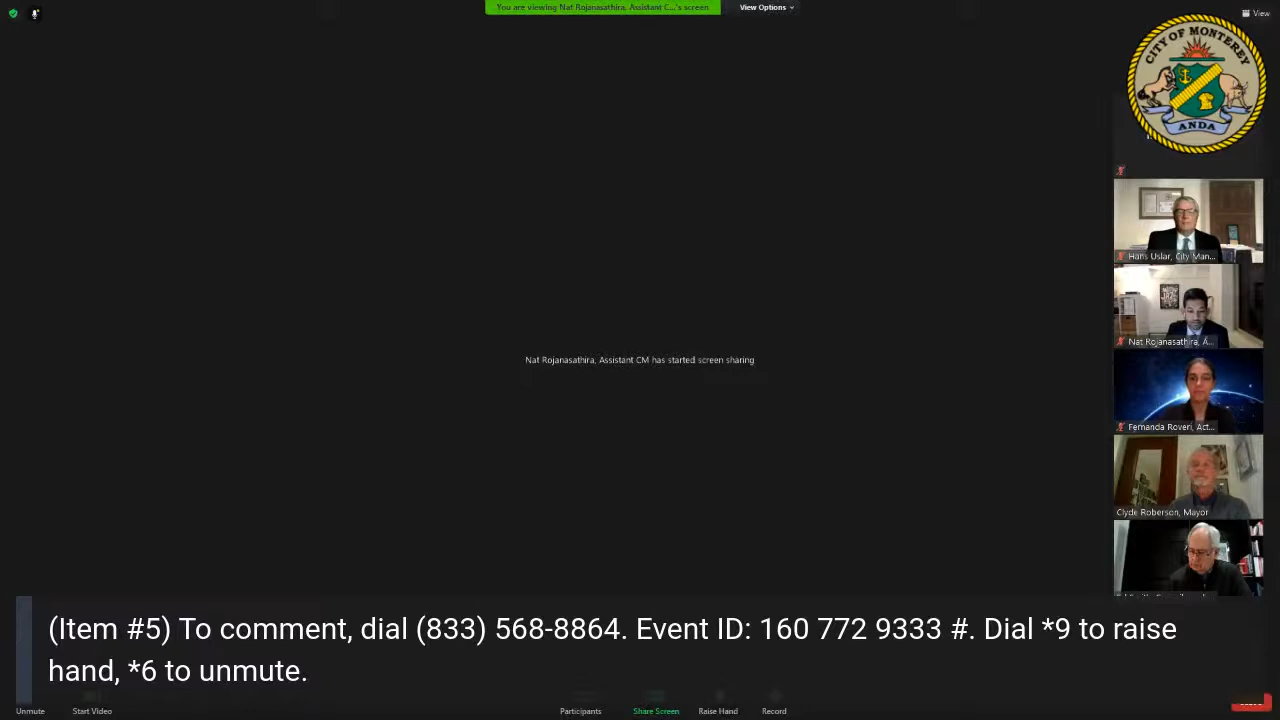 You are viewing Nat Rojanasathira, Assistant C...'s screen
View Options
View
CITY OF MONTEREY
ANDA
Hans Uslar, City Man...
Nat Rojanasathira, A...
Fernanda Roveri, Act...
Nat Rojanasathira, Assistant CM has started screen sharing
Clyde Roberson, Mayor
(Item #5) To comment, dial (833) 568-8864. Event ID: 160 772 9333 #. Dial *9 to raise
hand, *6 to unmute.
Unmute
Start Video
Participants
Share Screen
Raise Hand
Record